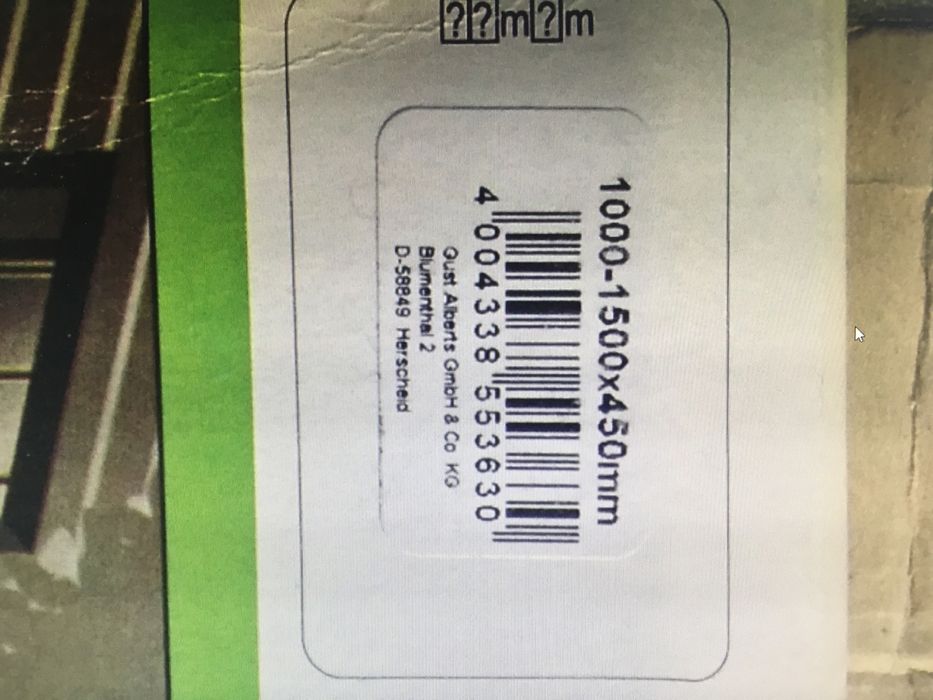 ⍰⍰m⍰m
1000-1500x450mm
4 004338 553630
Gust Alberts GmbH & Co KG
Blumenthal 2
D-58849 Herscheid